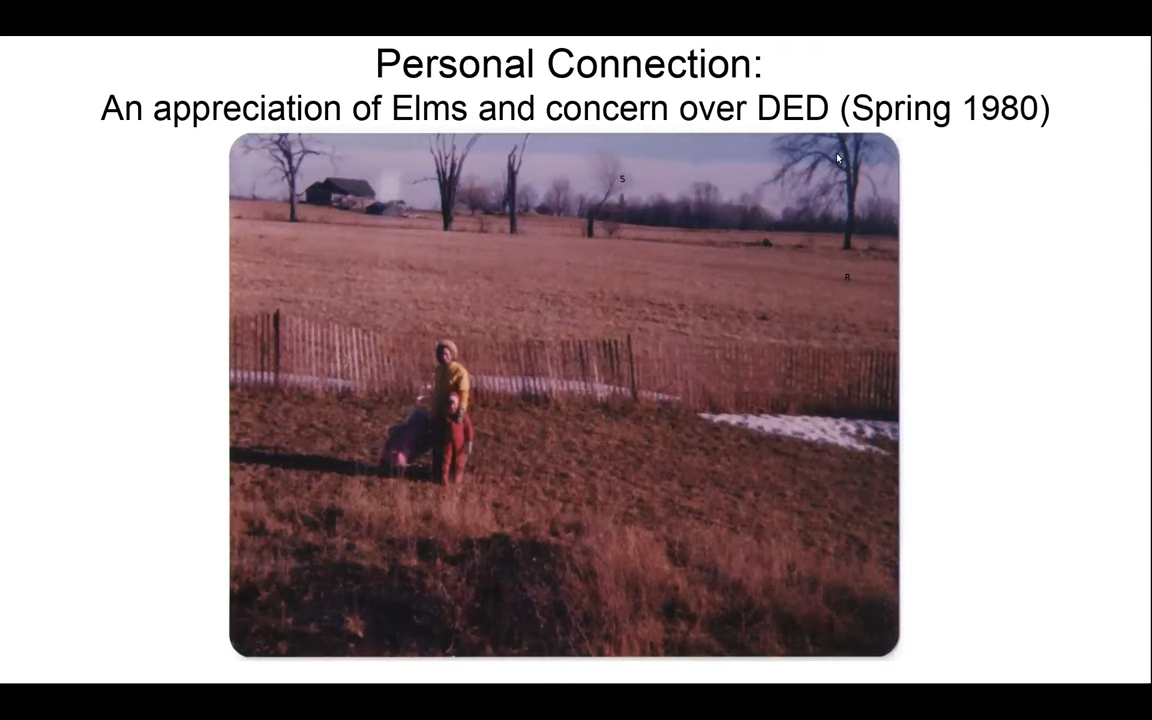 Personal Connection:
An appreciation of Elms and concern over DED (Spring 1980)
S
R